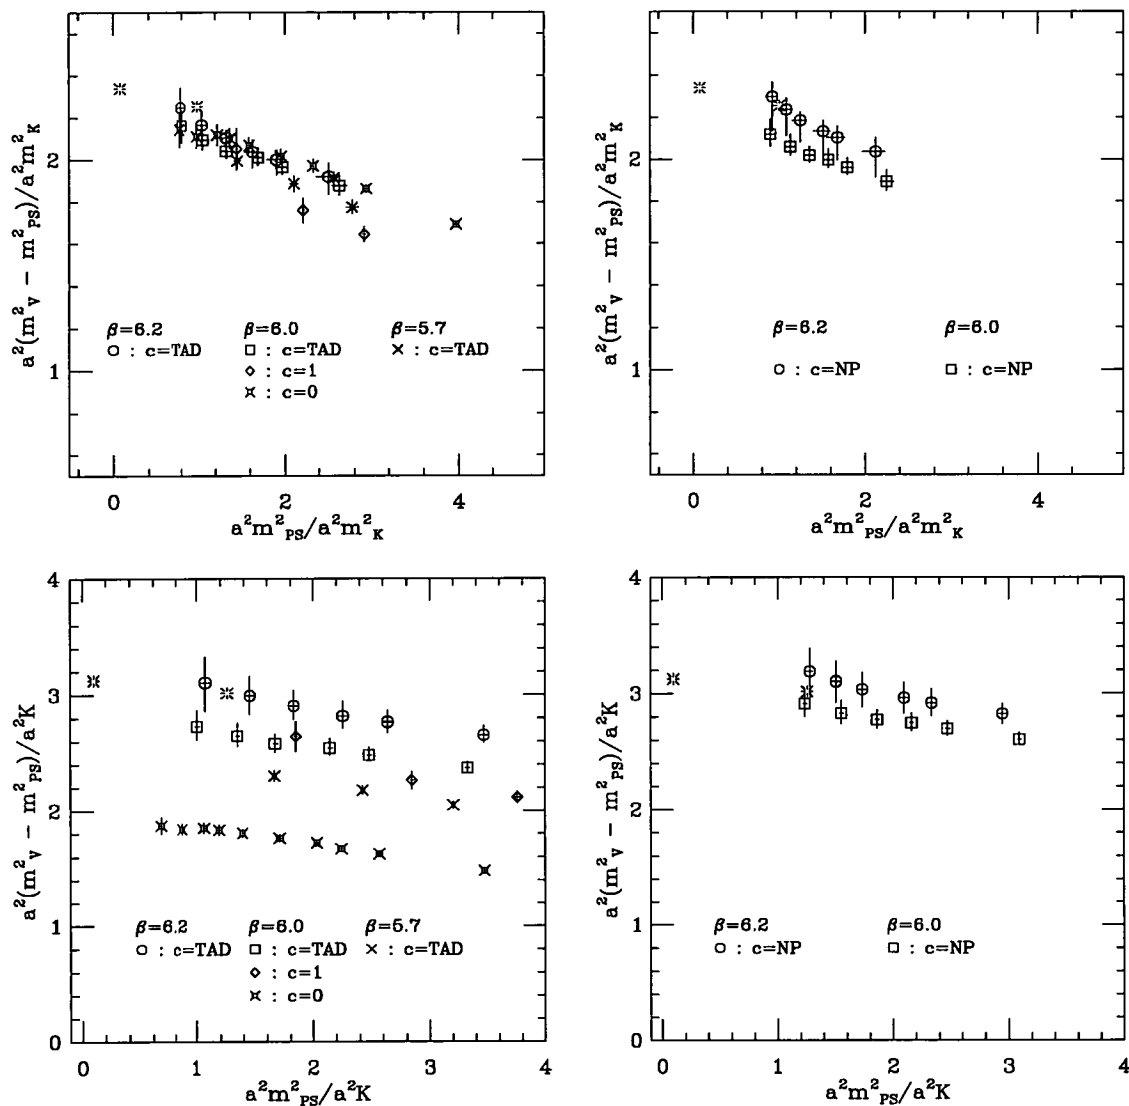 a²(m²V − m²PS)/a²m²K
2
1
β=6.2 β=6.0 β=5.7
: c=TAD : c=TAD : c=TAD
: c=1
: c=0
0 2 4
a²m²PS/a²m²K
a²(m²V − m²PS)/a²m²K
2
1
β=6.2 β=6.0
: c=NP : c=NP
0 2 4
a²m²PS/a²m²K
a²(m²V − m²PS)/a²K
4
3
2
1
0
β=6.2 β=6.0 β=5.7
: c=TAD : c=TAD : c=TAD
: c=1
: c=0
0 1 2 3 4
a²m²PS/a²K
a²(m²V − m²PS)/a²K
4
3
2
1
0
β=6.2 β=6.0
: c=NP : c=NP
0 1 2 3 4
a²m²PS/a²K